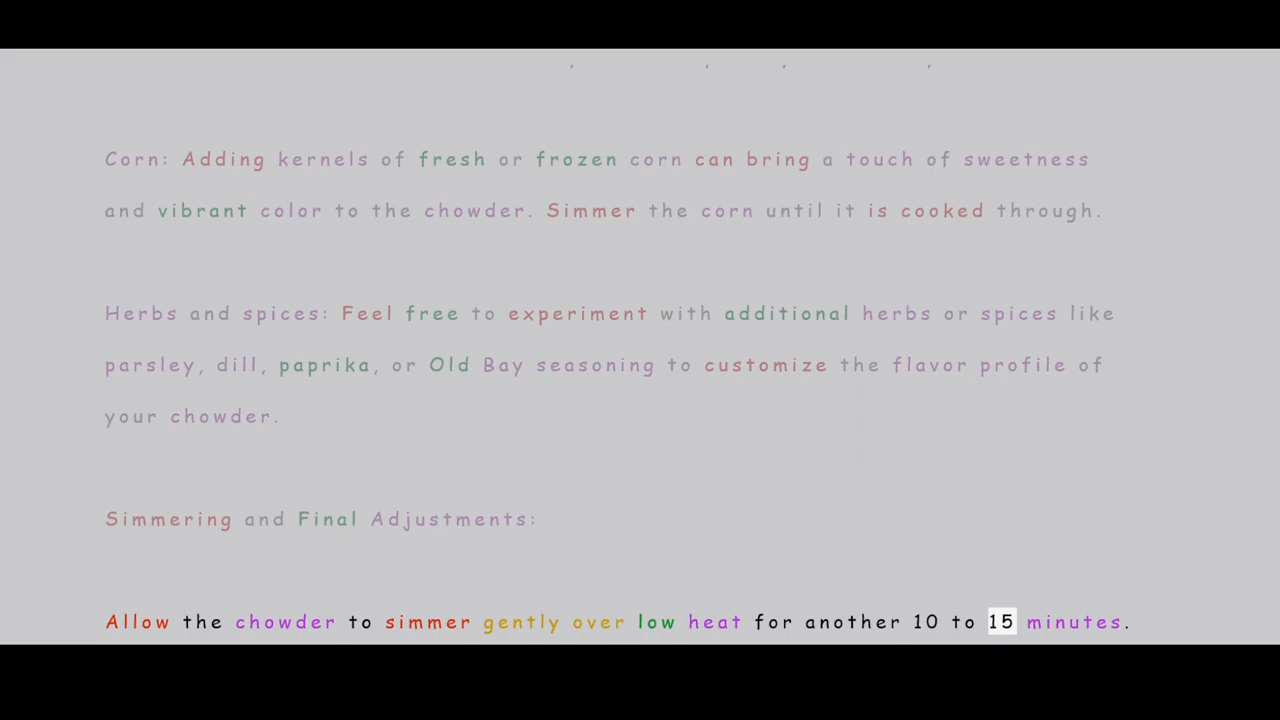 Corn: Adding kernels of fresh or frozen corn can bring a touch of sweetness
and vibrant color to the chowder. Simmer the corn until it is cooked through.
Herbs and spices: Feel free to experiment with additional herbs or spices like
parsley, dill, paprika, or Old Bay seasoning to customize the flavor profile of
your chowder.
Simmering and Final Adjustments:
Allow the chowder to simmer gently over low heat for another 10 to 15 minutes.